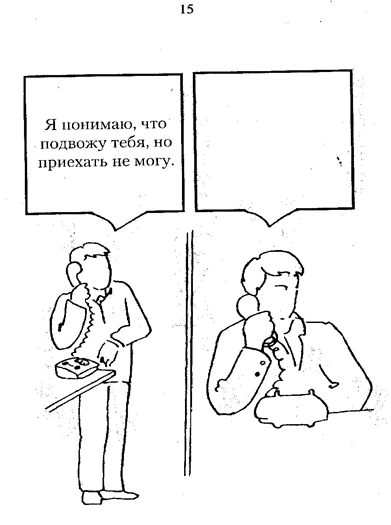 15
Я понимаю, что
подвожу тебя, но
приехать не могу.